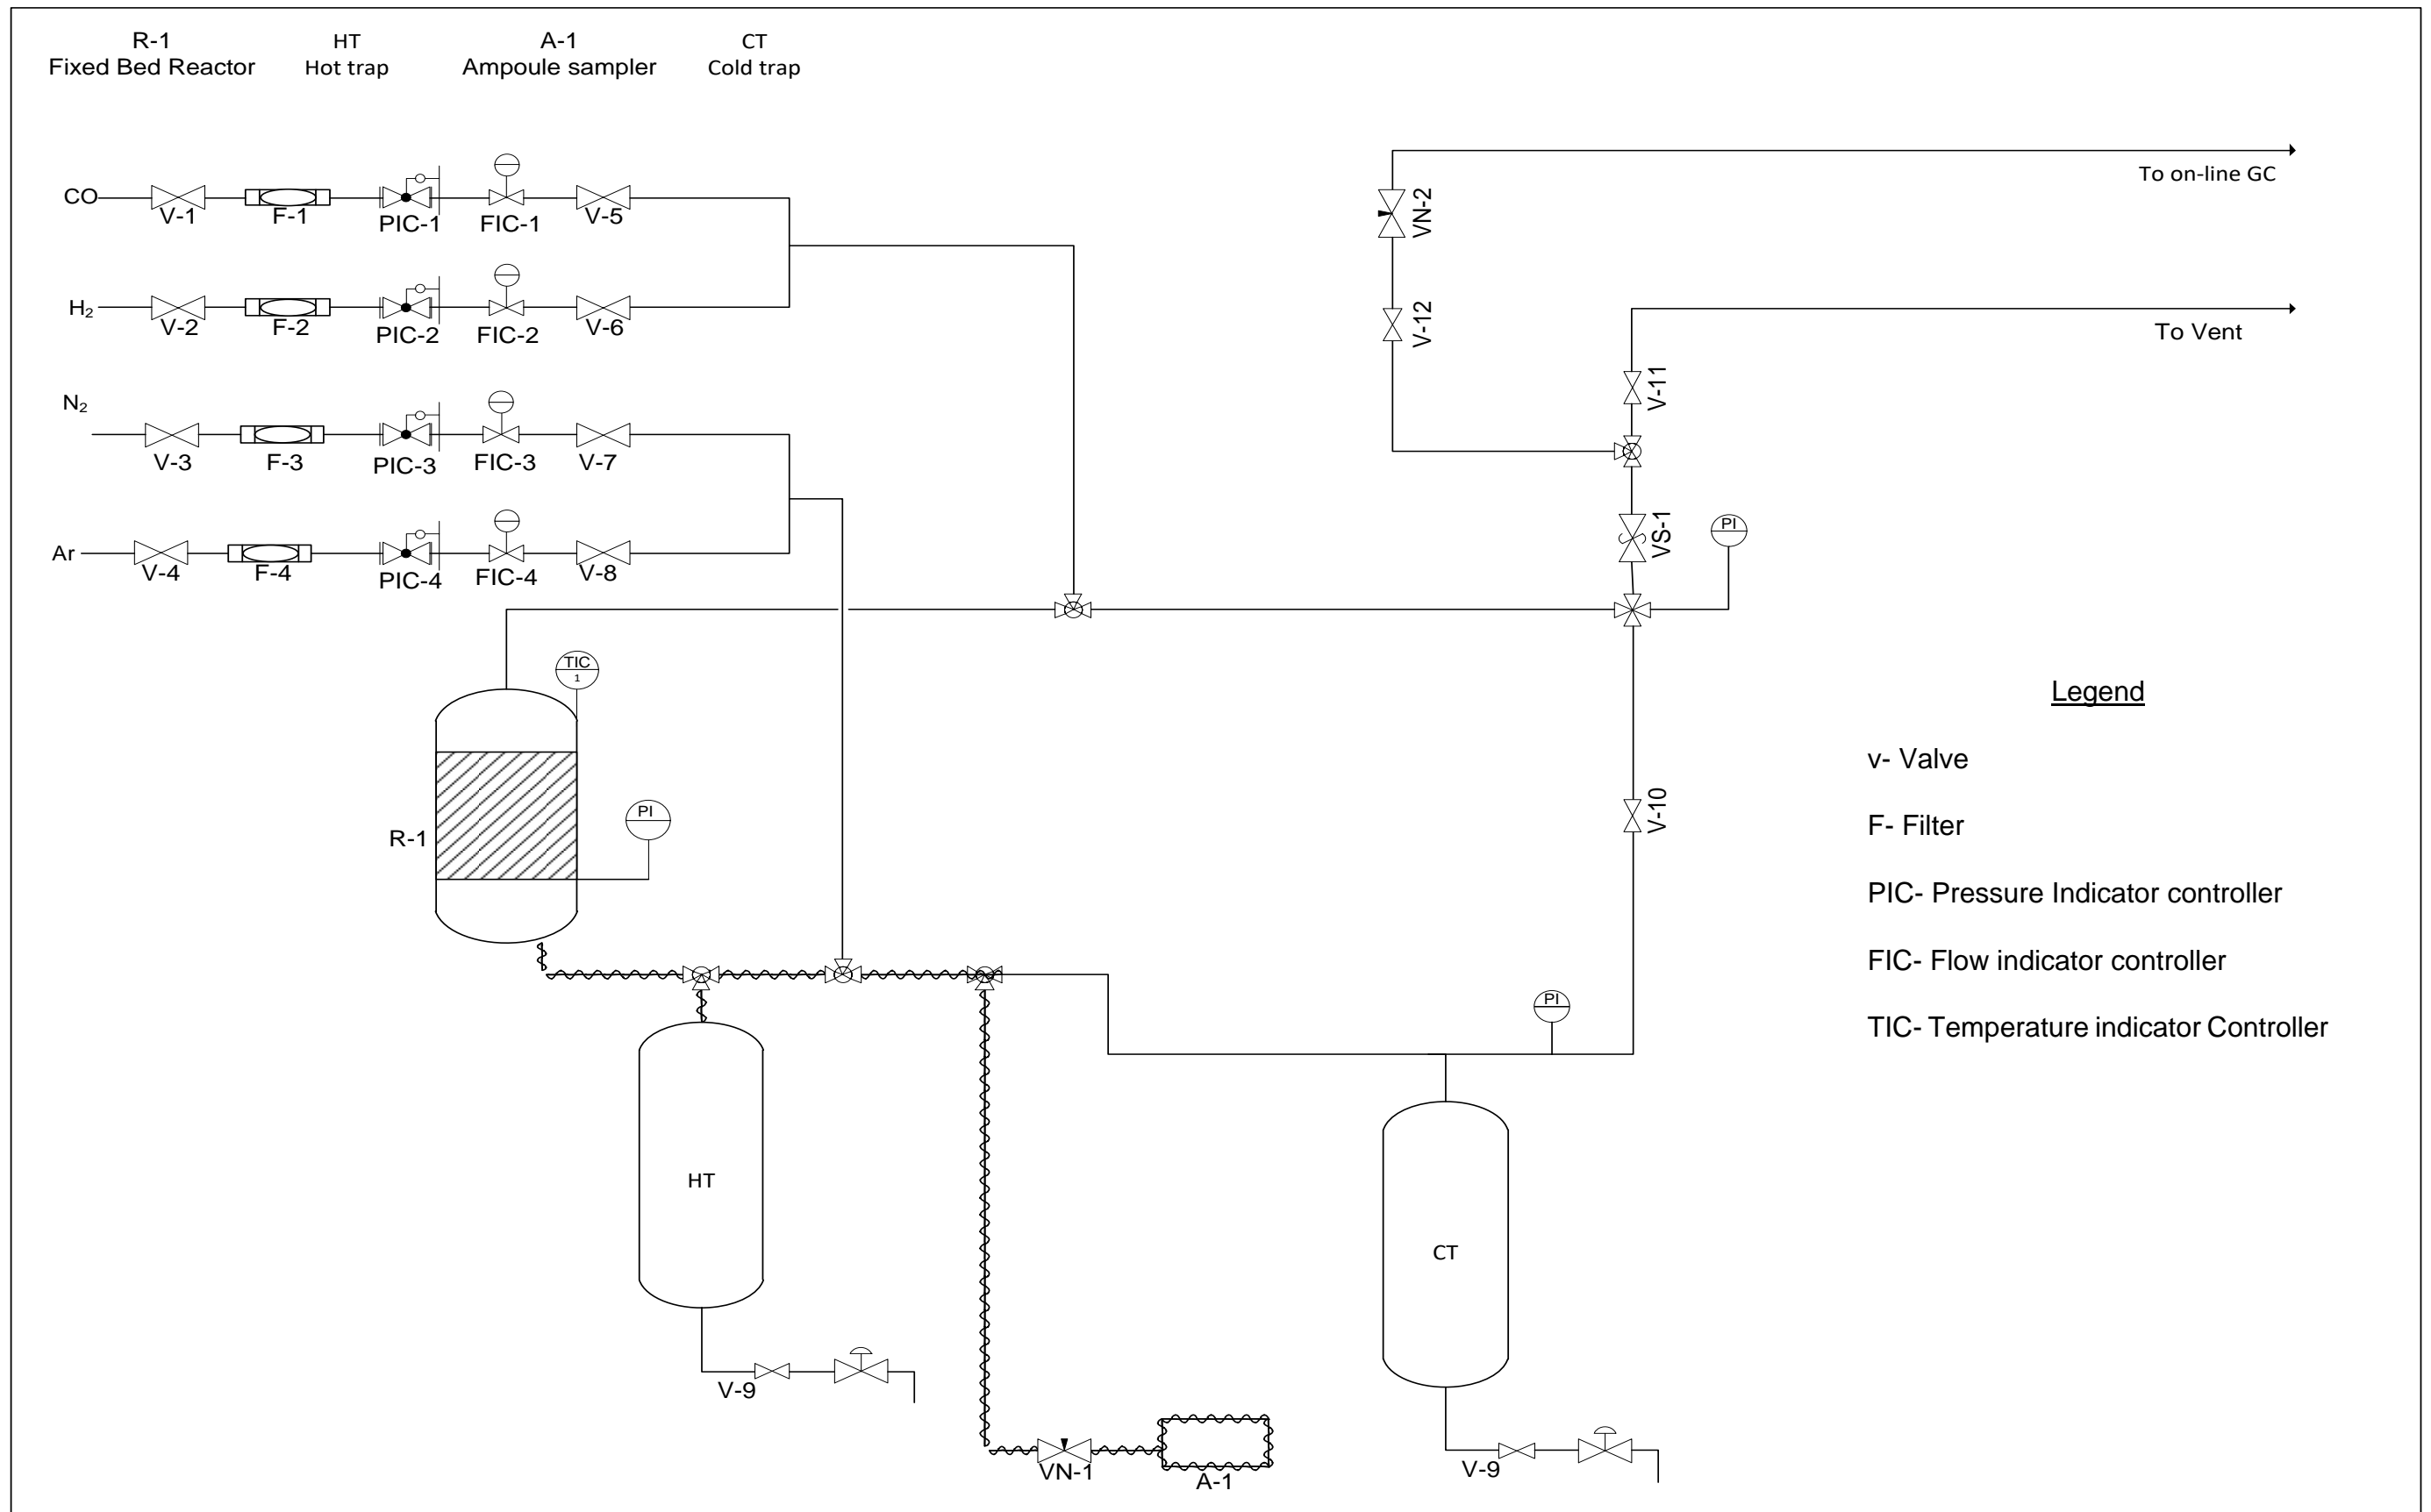 R-1 HT A-1 CT
Fixed Bed Reactor Hot trap Ampoule sampler Cold trap
To on-line GC
CO
V-1 F-1 PIC-1 FIC-1 V-5
VN-2
H₂
V-2 F-2 PIC-2 FIC-2 V-6
V-12
To Vent
N₂
V-3 F-3 PIC-3 FIC-3 V-7
V-11
Ar
V-4 F-4 PIC-4 FIC-4 V-8
VS-1
PI
TIC
1
PI
R-1
V-10
Legend
v- Valve
F- Filter
PIC- Pressure Indicator controller
FIC- Flow indicator controller
TIC- Temperature indicator Controller
PI
HT
CT
V-9
VN-1
A-1
V-9